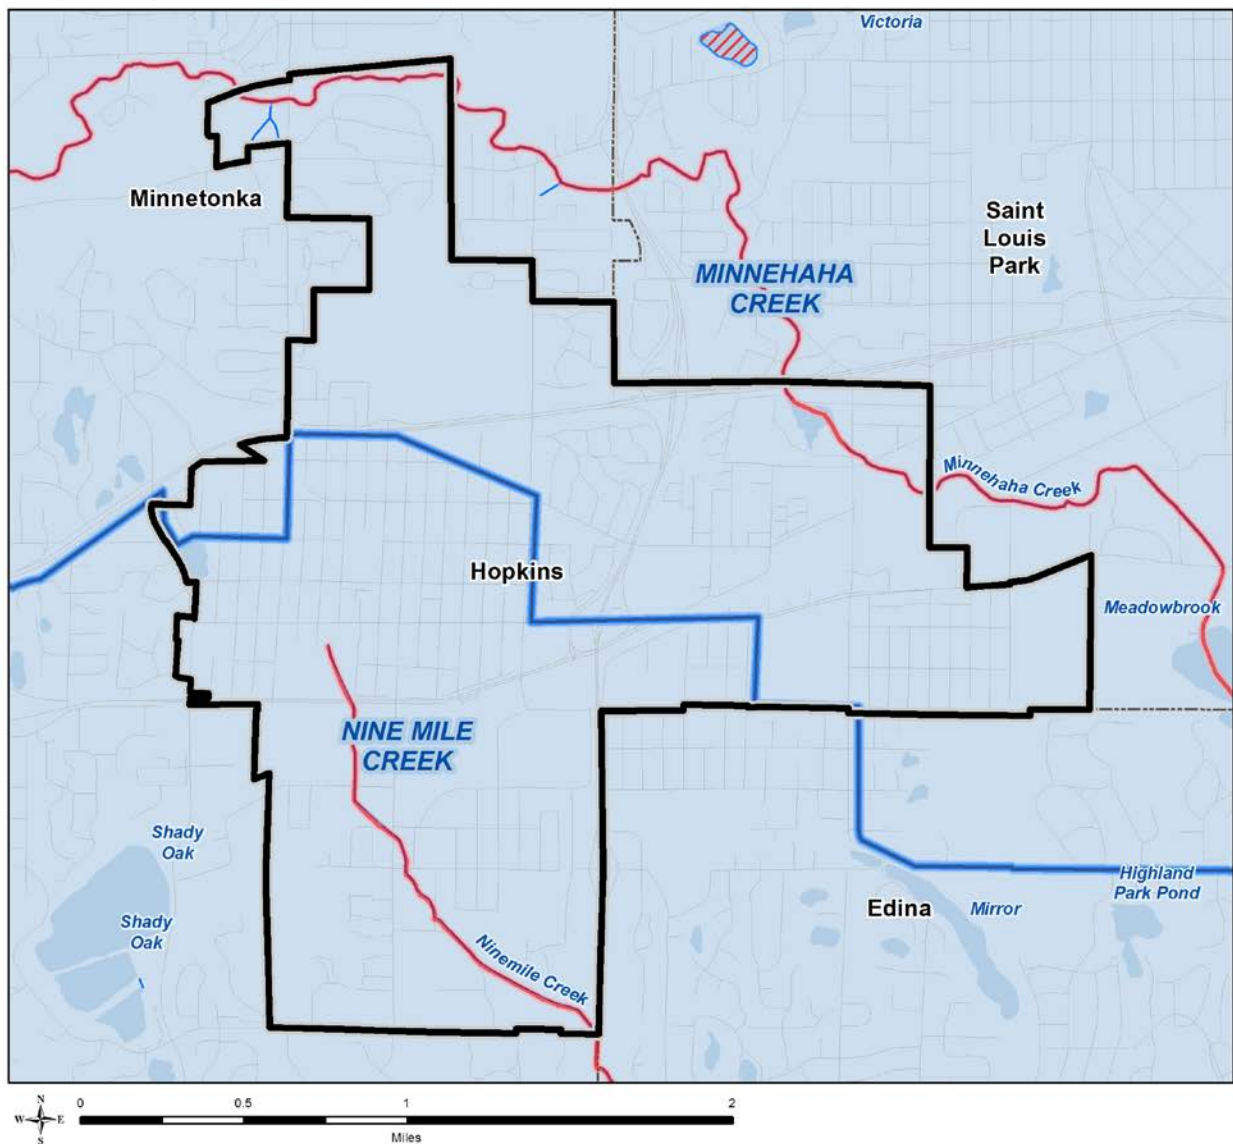 Victoria
Minnetonka
Saint
Louis
Park
MINNEHAHA
CREEK
Minnehaha Creek
Hopkins
Meadowbrook
NINE MILE
CREEK
Shady
Oak
Highland
Park Pond
Edina
Mirror
Shady
Oak
Ninemile Creek
N
W E
S
0 0.5 1 2
Miles